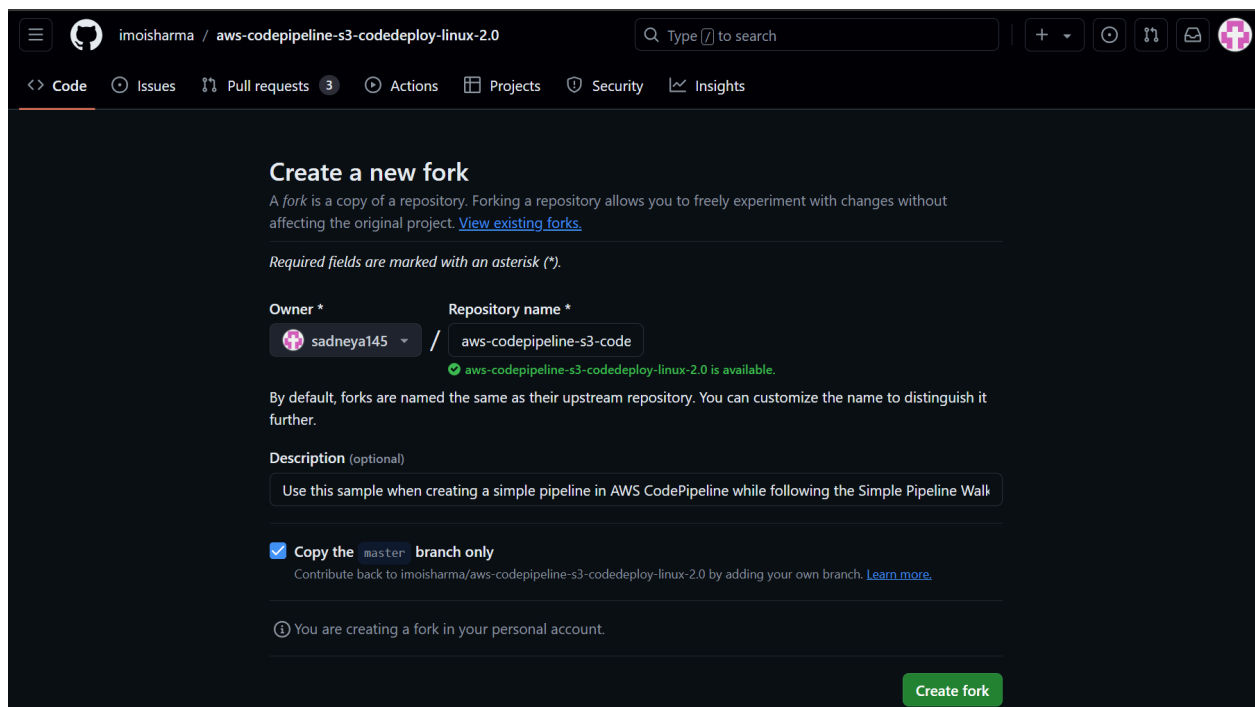 imoisharma / aws-codepipeline-s3-codedeploy-linux-2.0
Type / to search
Code Issues Pull requests 3 Actions Projects Security Insights
Create a new fork
A fork is a copy of a repository. Forking a repository allows you to freely experiment with changes without
affecting the original project. View existing forks.
Required fields are marked with an asterisk (*).
Owner * Repository name *
sadneya145 / aws-codepipeline-s3-code
aws-codepipeline-s3-codedeploy-linux-2.0 is available.
By default, forks are named the same as their upstream repository. You can customize the name to distinguish it
further.
Description (optional)
Use this sample when creating a simple pipeline in AWS CodePipeline while following the Simple Pipeline Walk
Copy the master branch only
Contribute back to imoisharma/aws-codepipeline-s3-codedeploy-linux-2.0 by adding your own branch. Learn more.
You are creating a fork in your personal account.
Create fork